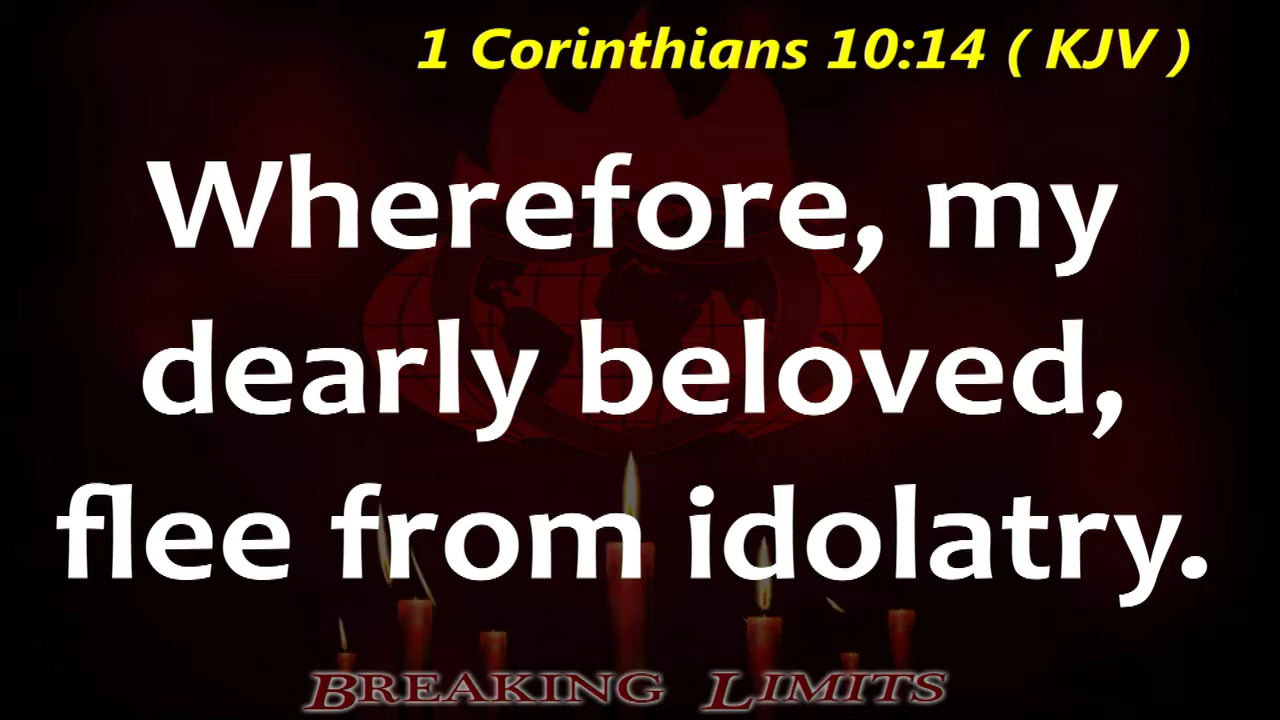 1 Corinthians 10:14 ( KJV )
Wherefore, my
dearly beloved,
flee from idolatry.
BREAKING LIMITS